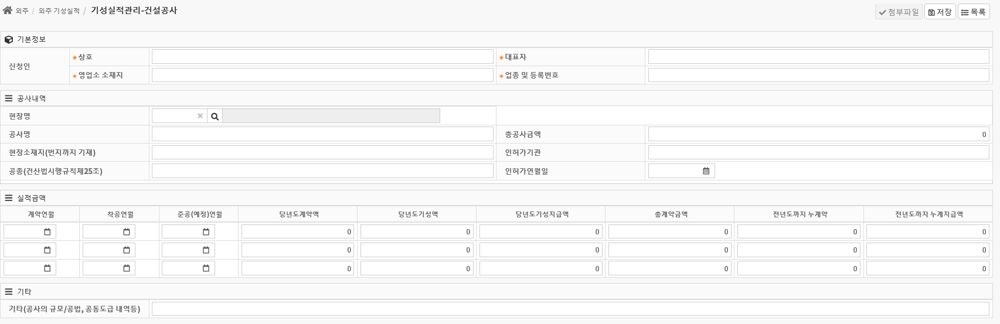 외주 / 외주 기성실적 / 기성실적관리-건설공사
첨부파일 저장 목록
기본정보
신청인
상호 대표자
영업소 소재지 업종 및 등록번호
공사내역
현장명
공사명 총공사금액 0
현장소재지(번지까지 기재) 인허가기관
공종(건산법시행규칙제25조) 인허가연월일
실적금액
계약연월 착공연월 준공(예정)연월 당년도계약액 당년도기성액 당년도기성지급액 총계약금액 전년도까지 누계약 전년도까지 누계지급액
0 0 0 0 0 0
0 0 0 0 0 0
0 0 0 0 0 0
기타
기타(공사의 규모/공법, 공동도급 내역등)